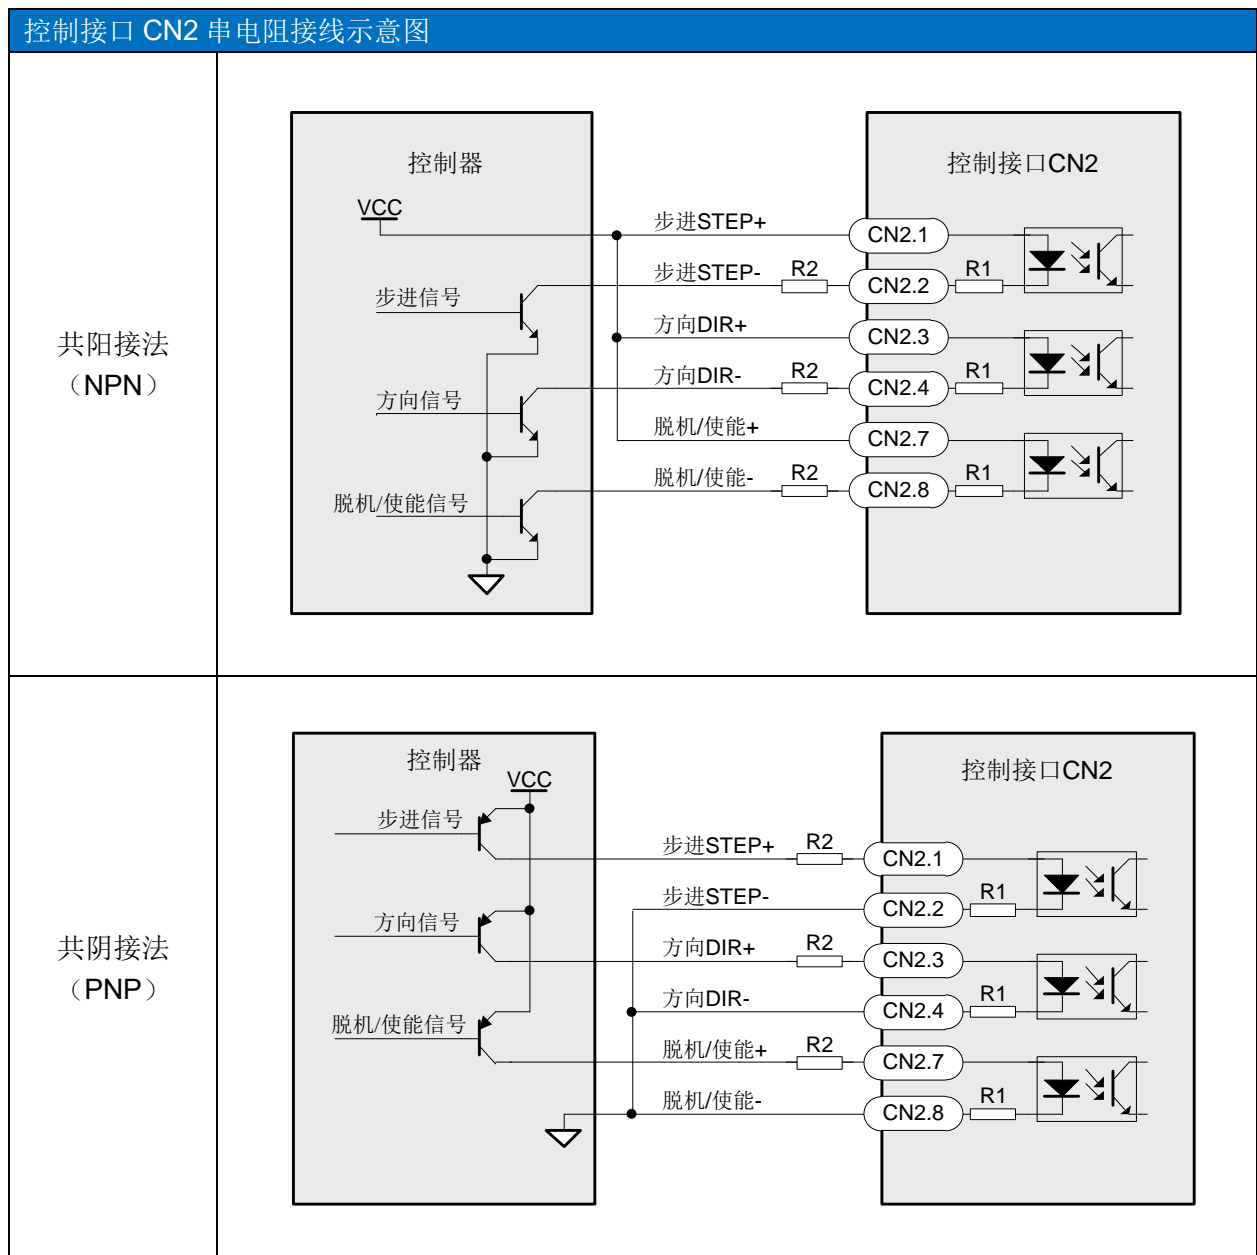 控制接口 CN2 串电阻接线示意图
共阳接法
（NPN）
控制器
VCC
步进信号
方向信号
脱机/使能信号
步进STEP+
步进STEP-
R2
方向DIR+
方向DIR-
R2
脱机/使能+
脱机/使能-
R2
控制接口CN2
CN2.1
CN2.2
R1
CN2.3
CN2.4
R1
CN2.7
CN2.8
R1
共阴接法
（PNP）
控制器
VCC
步进信号
方向信号
脱机/使能信号
步进STEP+
R2
步进STEP-
方向DIR+
R2
方向DIR-
脱机/使能+
R2
脱机/使能-
控制接口CN2
CN2.1
CN2.2
R1
CN2.3
CN2.4
R1
CN2.7
CN2.8
R1